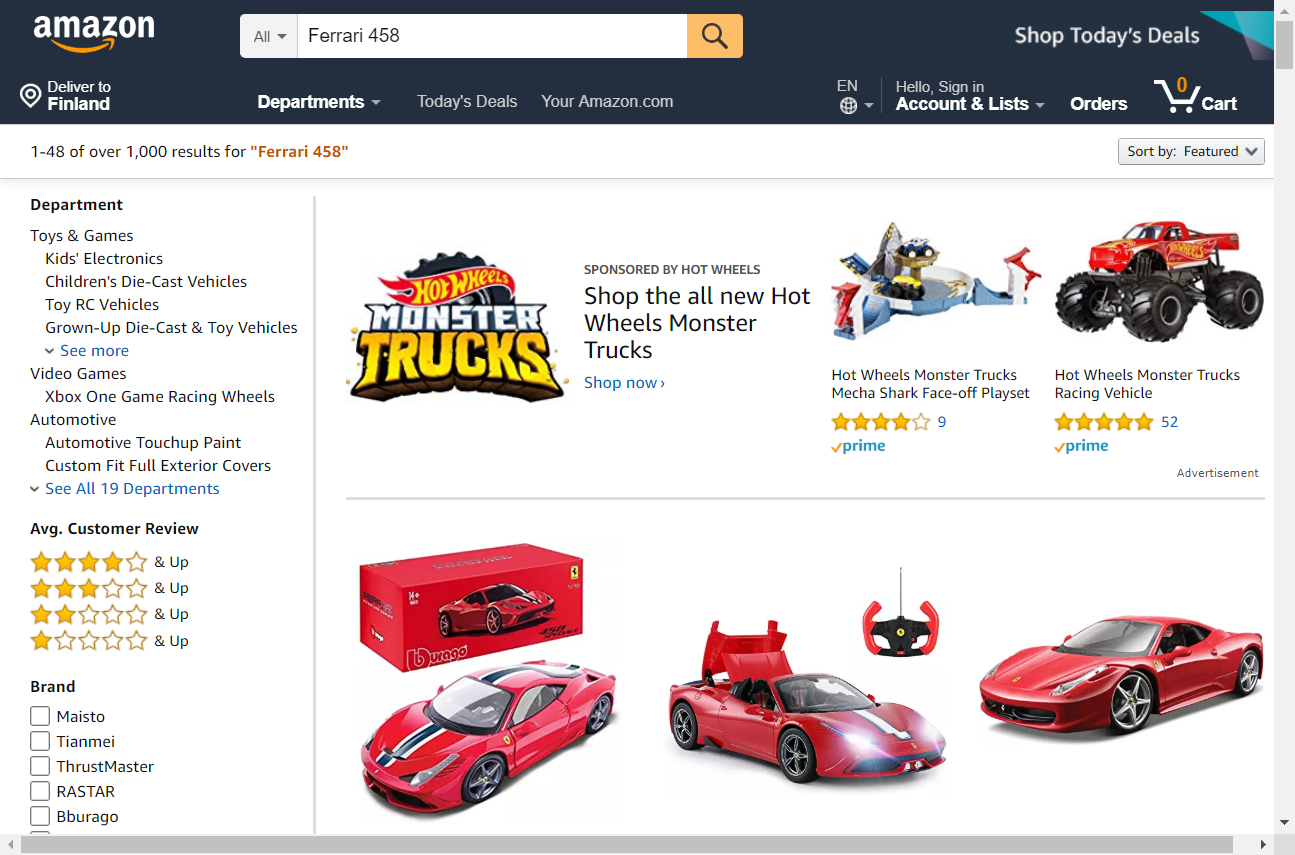 amazon
All
Ferrari 458
Shop Today's Deals
Deliver to
Finland
Departments
Today's Deals
Your Amazon.com
EN
Hello, Sign in
Account & Lists
Orders
0
Cart
1-48 of over 1,000 results for "Ferrari 458"
Sort by: Featured
Department
Toys & Games
Kids' Electronics
Children's Die-Cast Vehicles
Toy RC Vehicles
Grown-Up Die-Cast & Toy Vehicles
See more
Video Games
Xbox One Game Racing Wheels
Automotive
Automotive Touchup Paint
Custom Fit Full Exterior Covers
See All 19 Departments
Avg. Customer Review
& Up
& Up
& Up
& Up
Brand
Maisto
Tianmei
ThrustMaster
RASTAR
Bburago
HOT WHEELS
MONSTER
TRUCKS
SPONSORED BY HOT WHEELS
Shop the all new Hot
Wheels Monster
Trucks
Shop now ›
Hot Wheels Monster Trucks
Mecha Shark Face-off Playset
9
prime
HOT WHEELS
Hot Wheels Monster Trucks
Racing Vehicle
52
prime
Advertisement
14+
bburago